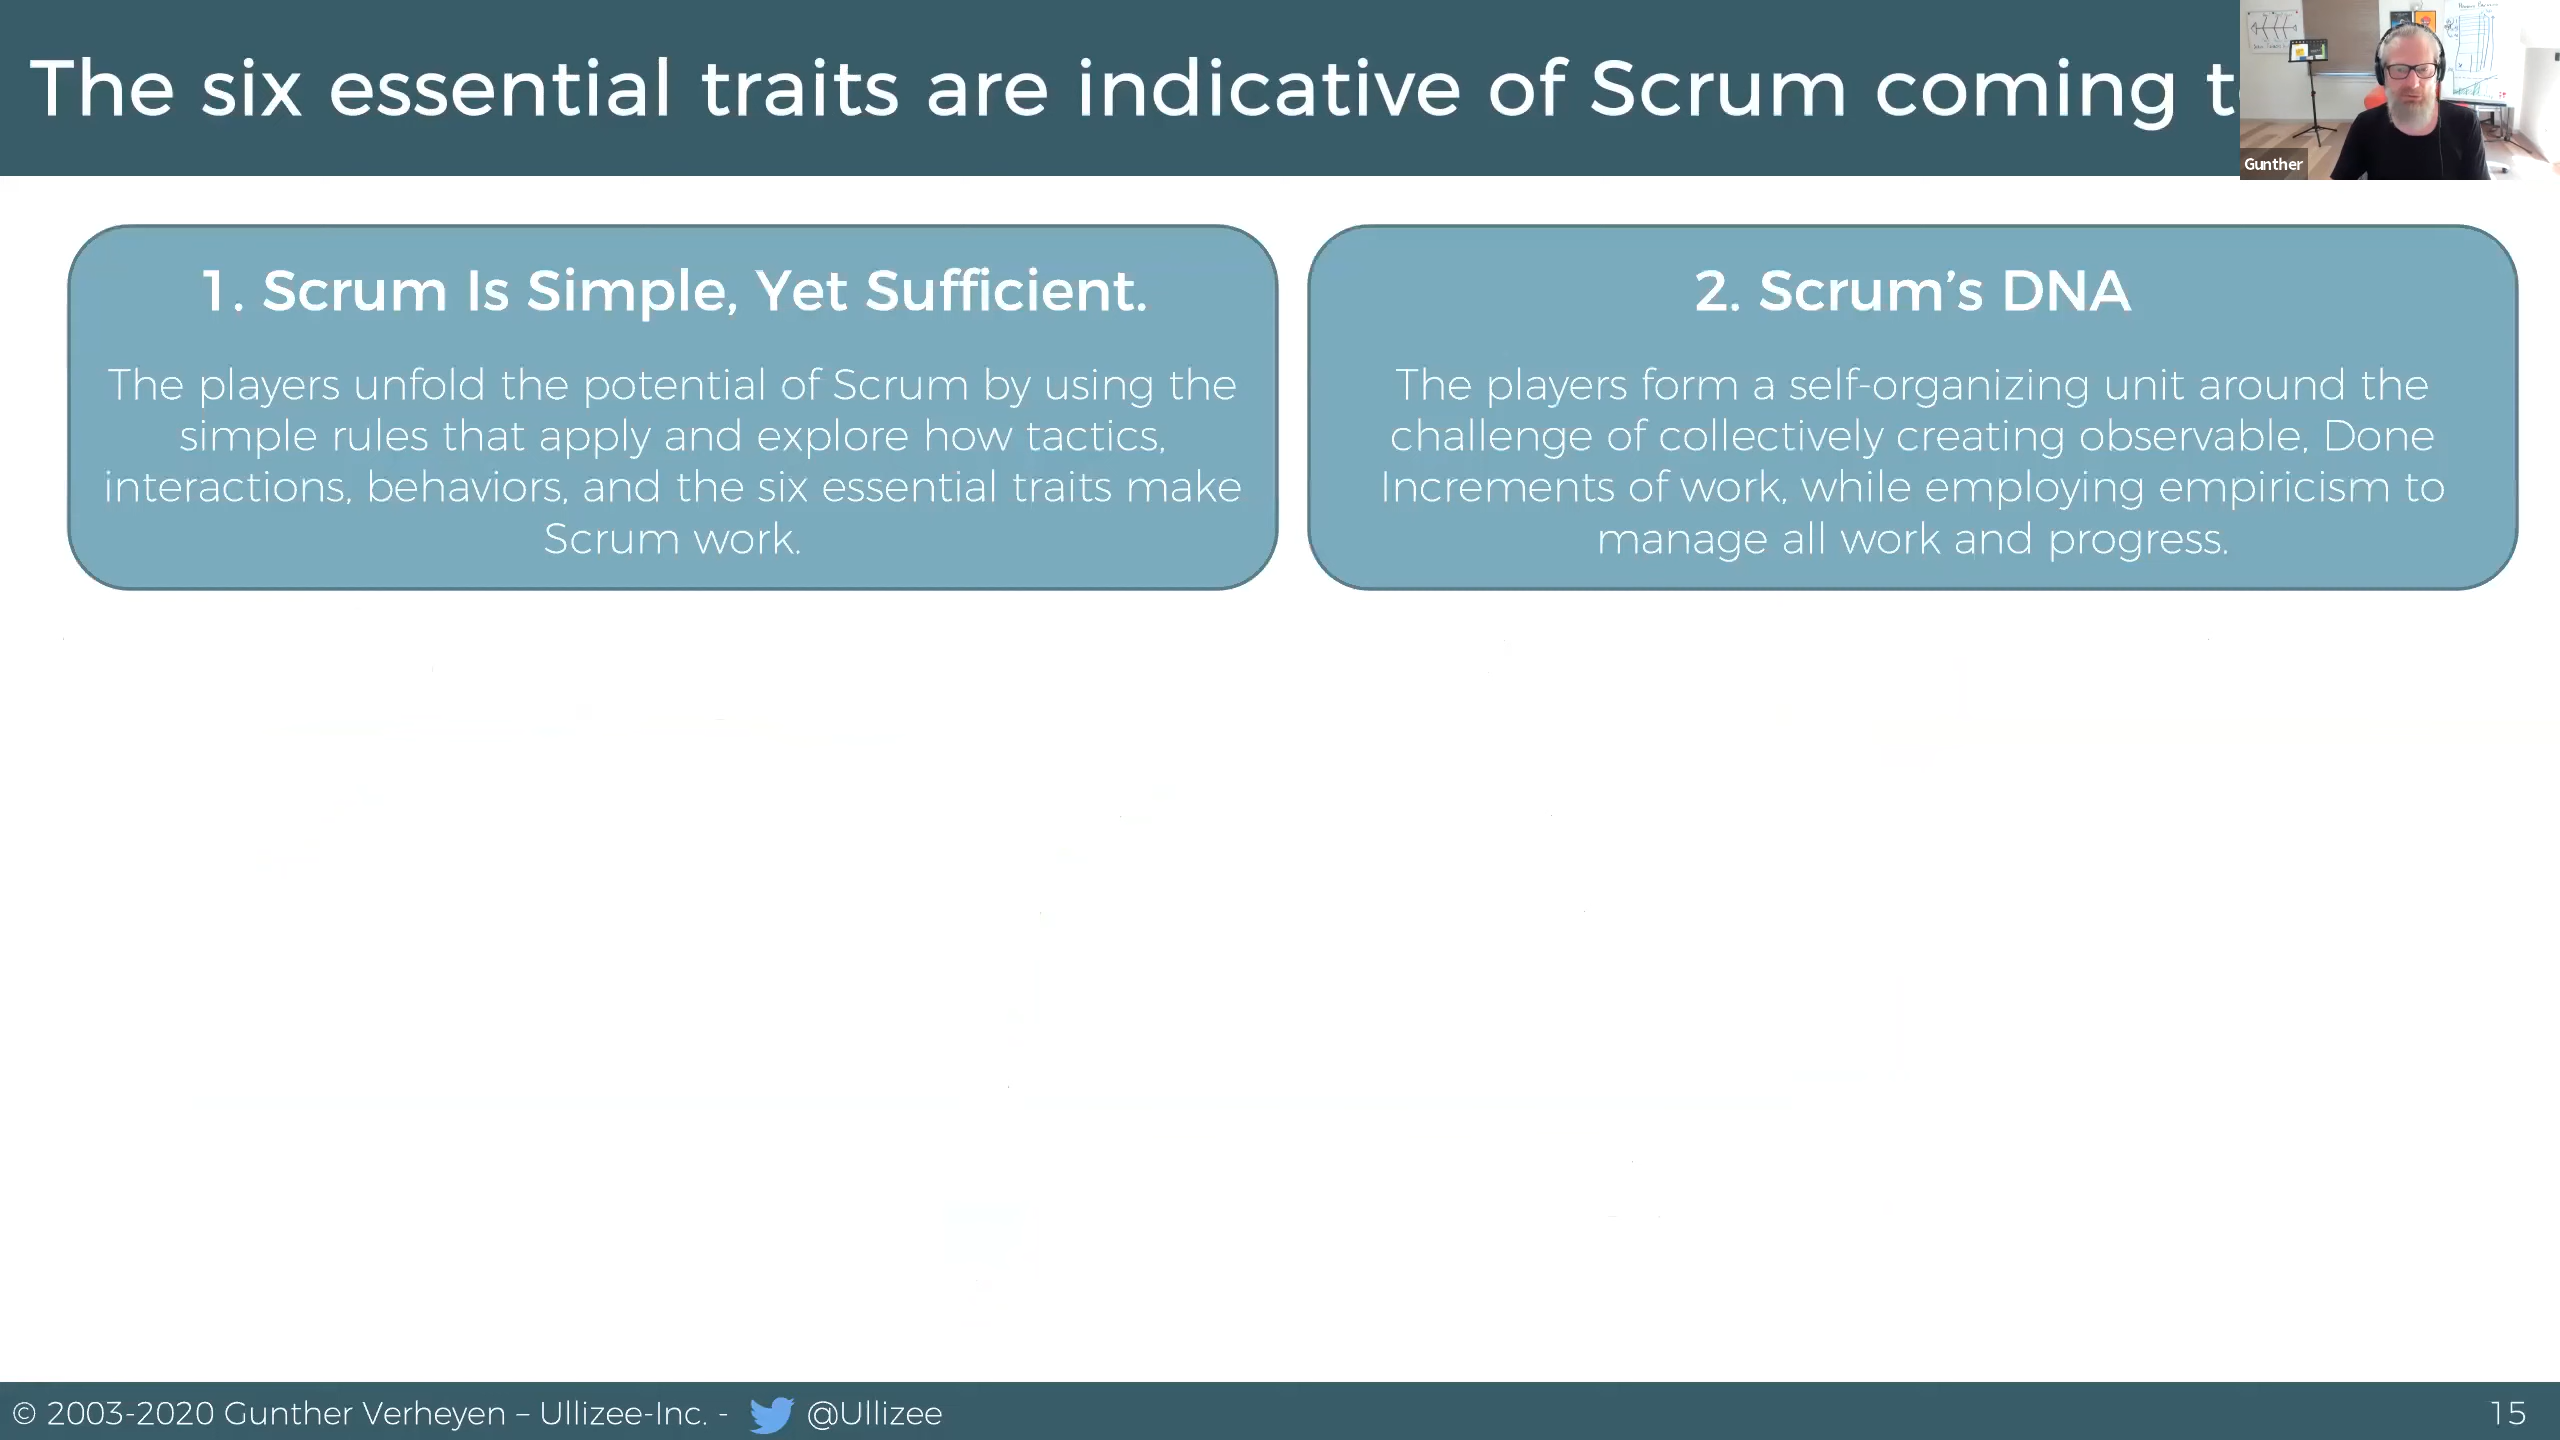 The six essential traits are indicative of Scrum coming
Gunther
1. Scrum Is Simple, Yet Sufficient.
The players unfold the potential of Scrum by using the
simple rules that apply and explore how tactics,
interactions, behaviors, and the six essential traits make
Scrum work.
2. Scrum’s DNA
The players form a self-organizing unit around the
challenge of collectively creating observable, Done
Increments of work, while employing empiricism to
manage all work and progress.
© 2003-2020 Gunther Verheyen – Ullizee-Inc. - @Ullizee
15